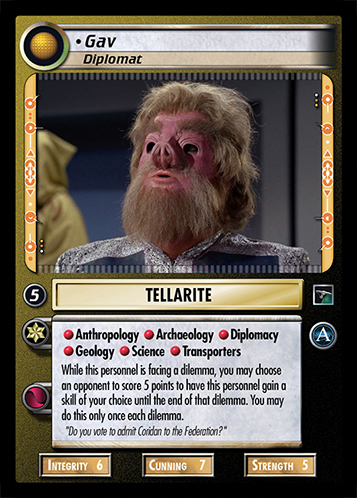 • Gav
Diplomat
5
TELLARITE
• Anthropology • Archaeology • Diplomacy
• Geology • Science • Transporters
A
While this personnel is facing a dilemma, you may choose
an opponent to score 5 points to have this personnel gain a
skill of your choice until the end of that dilemma. You may
do this only once each dilemma.
"Do you vote to admit Coridan to the Federation?"
INTEGRITY 6 CUNNING 7 STRENGTH 5